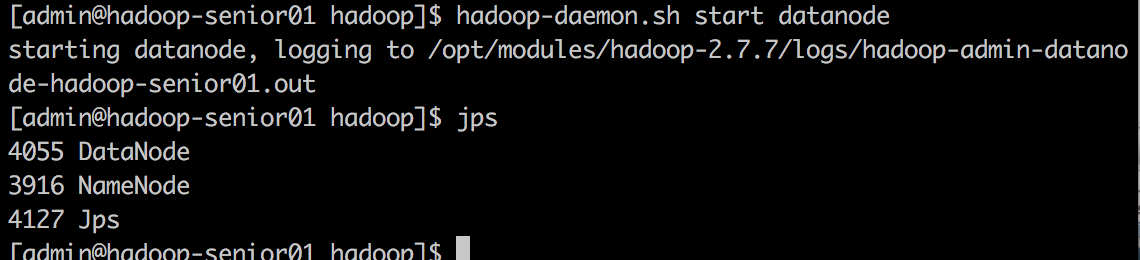 [admin@hadoop-senior01 hadoop]$ hadoop-daemon.sh start datanode
starting datanode, logging to /opt/modules/hadoop-2.7.7/logs/hadoop-admin-datano
de-hadoop-senior01.out
[admin@hadoop-senior01 hadoop]$ jps
4055 DataNode
3916 NameNode
4127 Jps
[admin@hadoop-senior01 hadoop]$